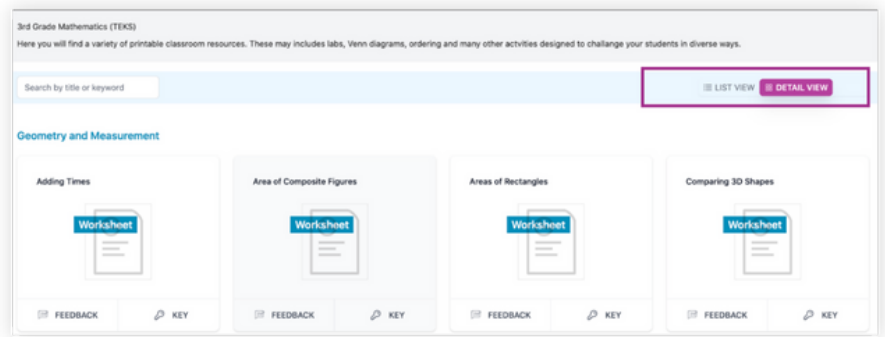 3rd Grade Mathematics (TEKS)
Here you will find a variety of printable classroom resources. These may includes labs, Venn diagrams, ordering and many other actvities designed to challange your students in diverse ways.
Search by title or keyword
LIST VIEW DETAIL VIEW
Geometry and Measurement
Adding Times Area of Composite Figures Areas of Rectangles Comparing 3D Shapes
Worksheet Worksheet Worksheet Worksheet
FEEDBACK KEY FEEDBACK KEY FEEDBACK KEY FEEDBACK KEY